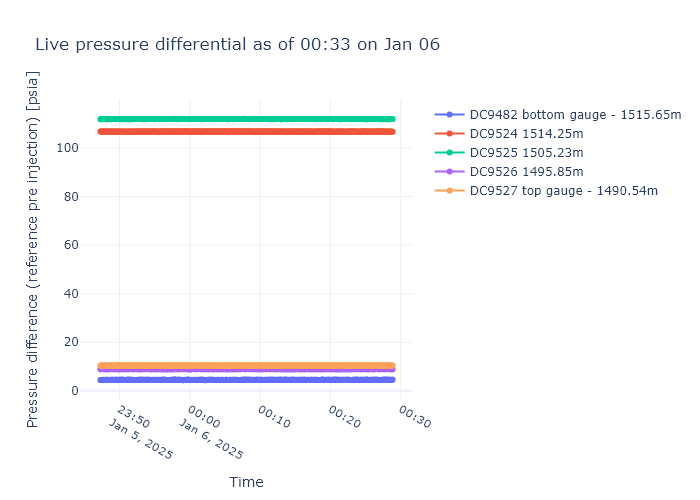 Live pressure differential as of 00:33 on Jan 06
Pressure difference (reference pre injection) [psia]
100
80
60
40
20
0
23:50
Jan 5, 2025
00:00
Jan 6, 2025
00:10
00:20
00:30
Time
DC9482 bottom gauge - 1515.65m
DC9524 1514.25m
DC9525 1505.23m
DC9526 1495.85m
DC9527 top gauge - 1490.54m